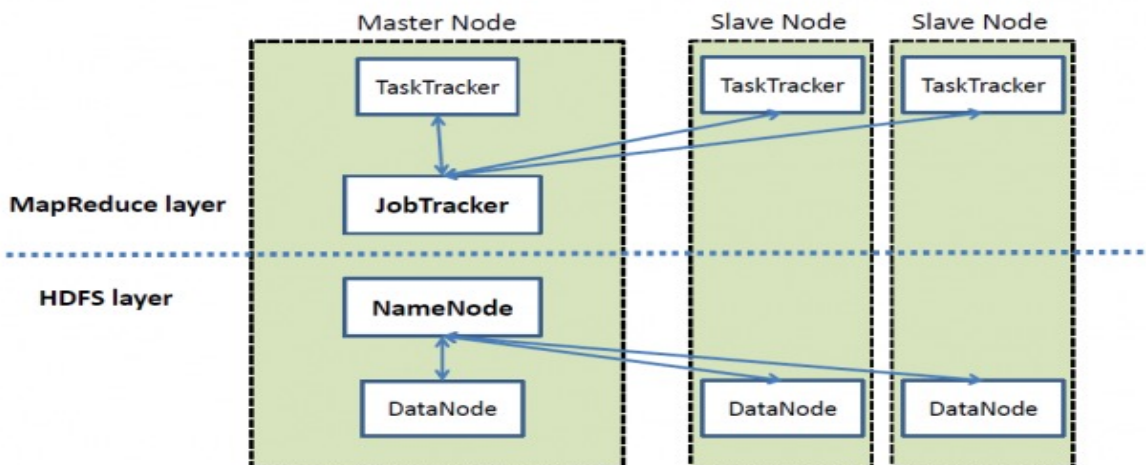 Master Node
Slave Node
Slave Node
TaskTracker
TaskTracker
TaskTracker
MapReduce layer
JobTracker
HDFS layer
NameNode
DataNode
DataNode
DataNode